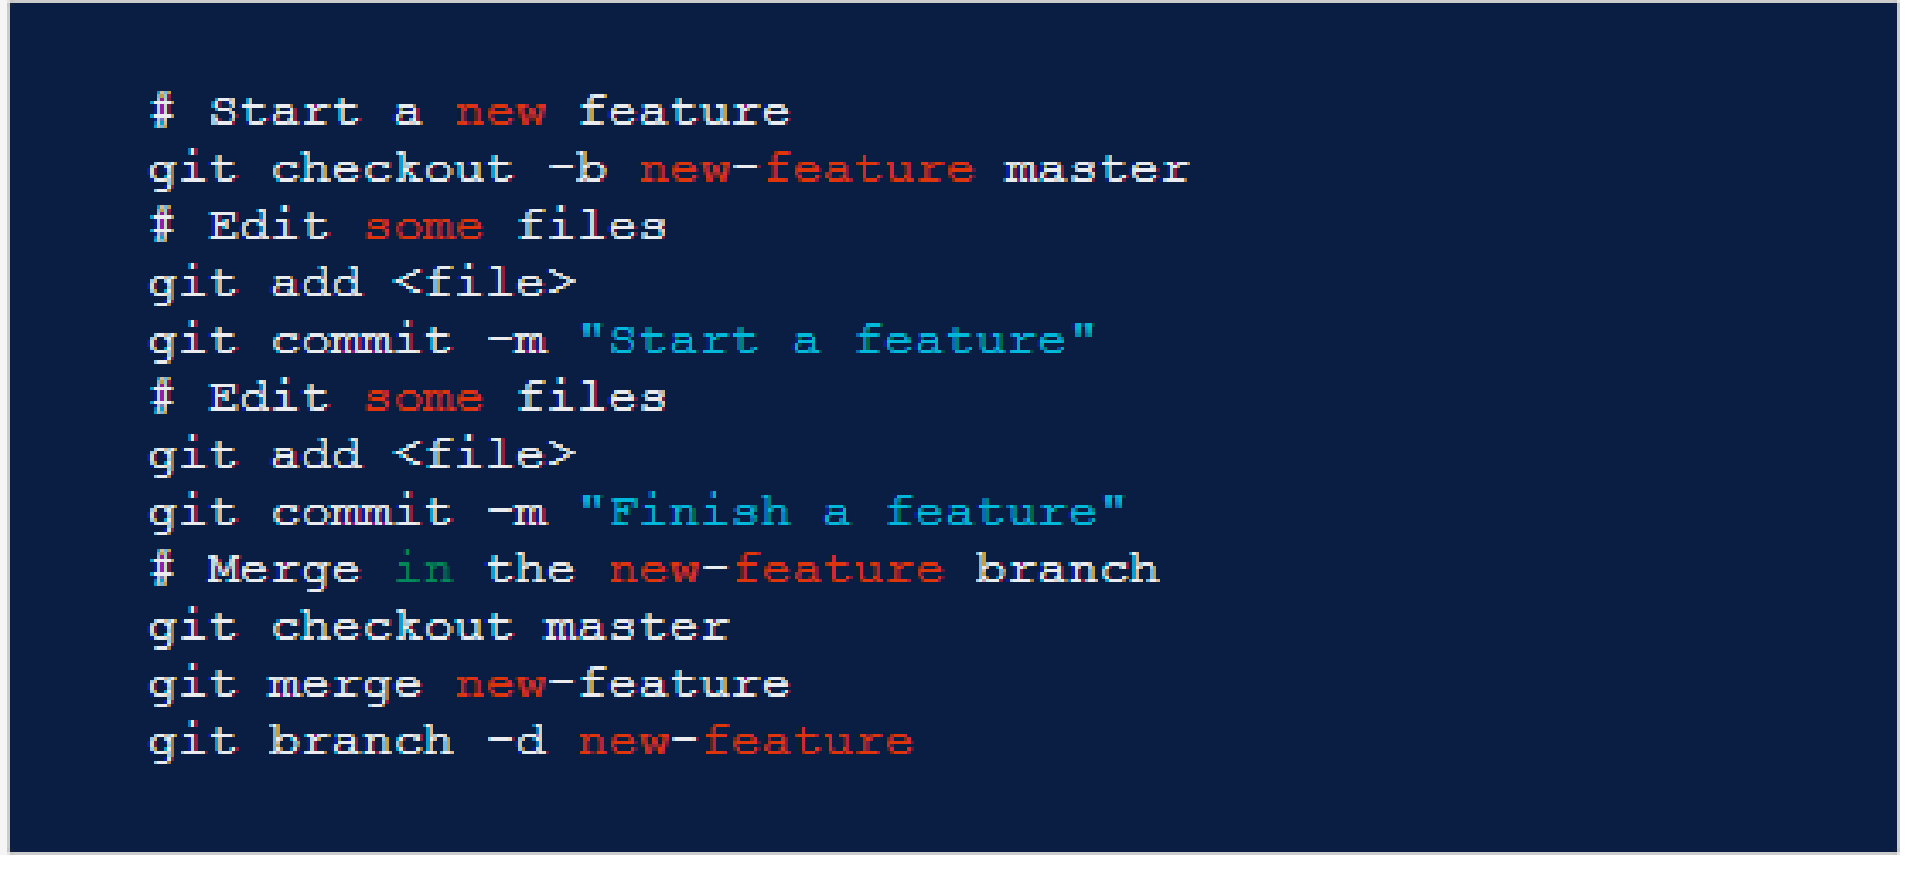 # Start a new feature
git checkout -b new-feature master
# Edit some files
git add <file>
git commit -m "Start a feature"
# Edit some files
git add <file>
git commit -m "Finish a feature"
# Merge in the new-feature branch
git checkout master
git merge new-feature
git branch -d new-feature